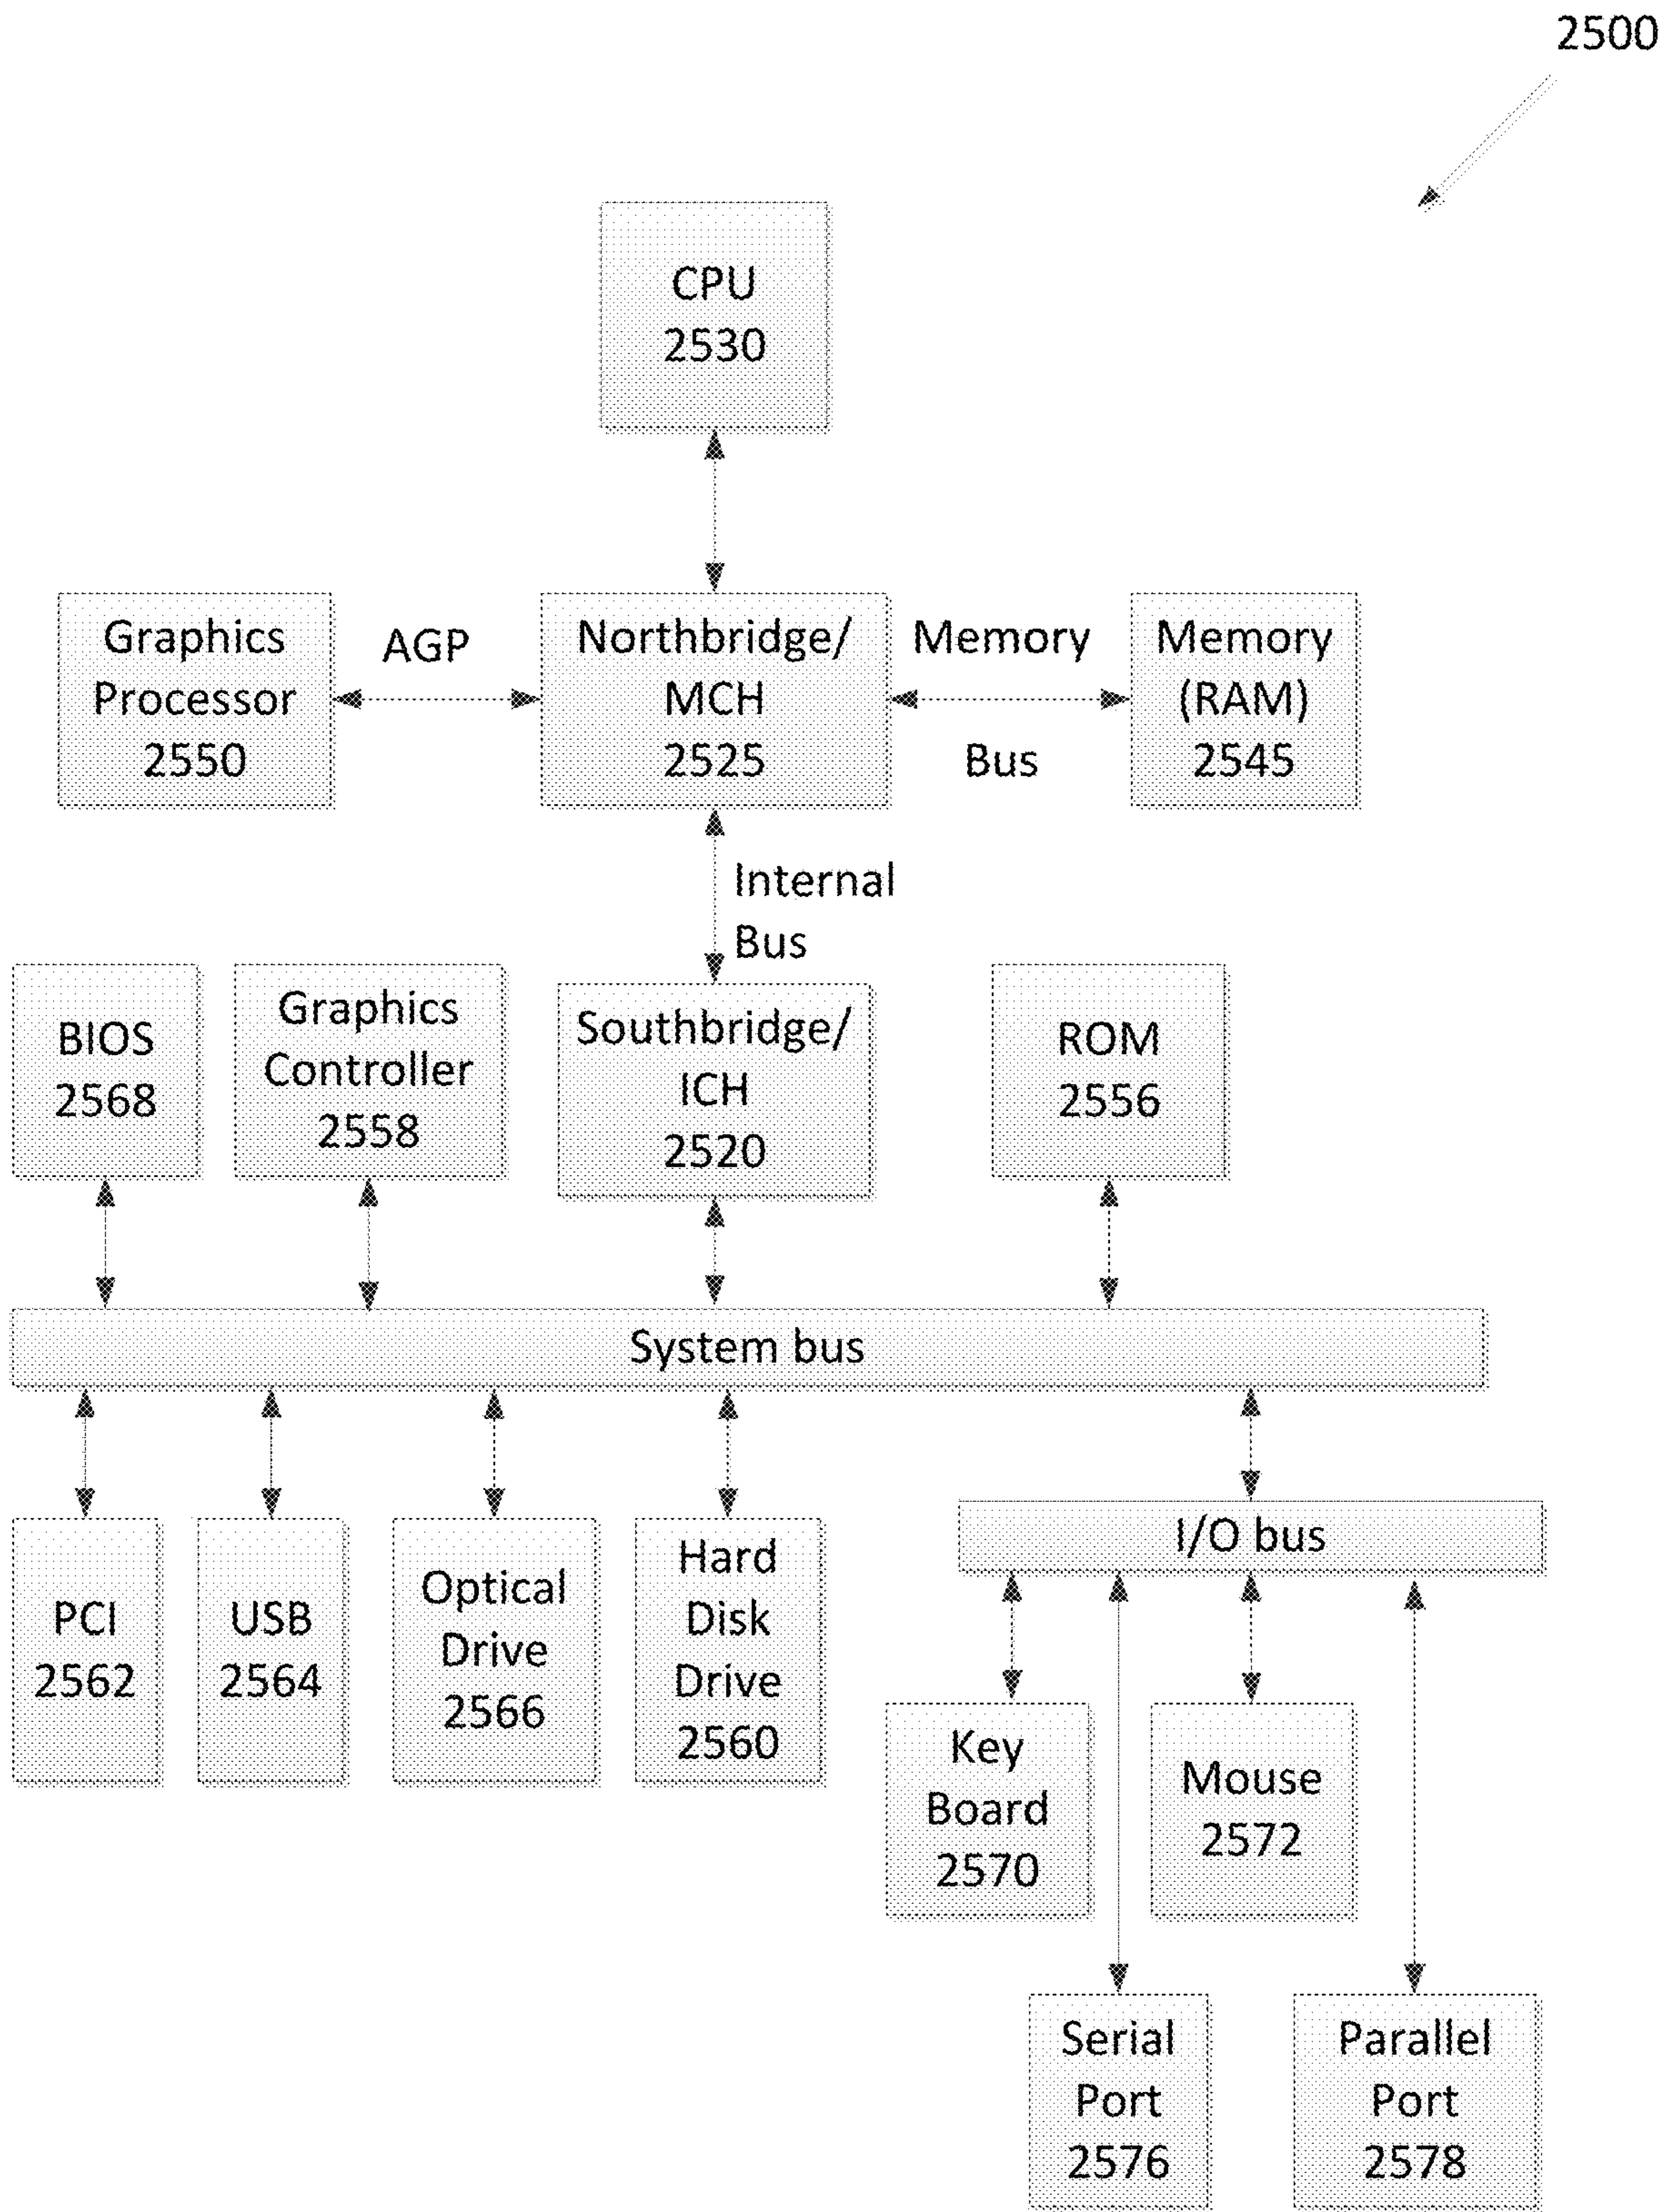 2500
CPU
2530
Graphics
Processor
2550
AGP
Northbridge/
MCH
2525
Memory
Bus
Memory
(RAM)
2545
Internal
Bus
BIOS
2568
Graphics
Controller
2558
Southbridge/
ICH
2520
ROM
2556
System bus
PCI
2562
USB
2564
Optical
Drive
2566
Hard
Disk
Drive
2560
I/O bus
Key
Board
2570
Mouse
2572
Serial
Port
2576
Parallel
Port
2578